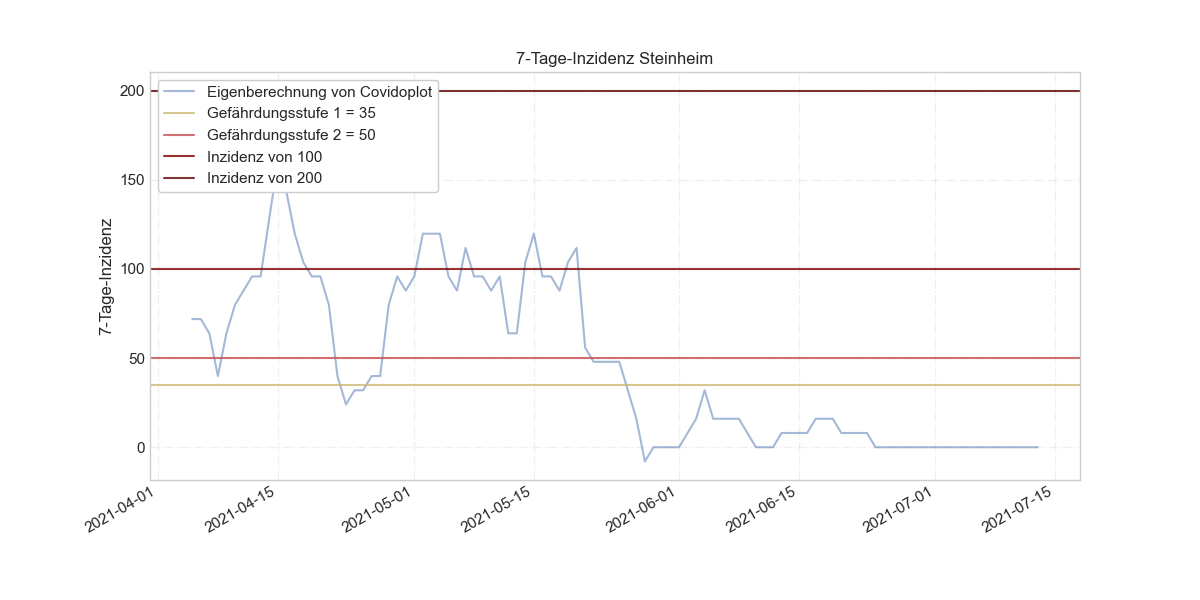 7-Tage-Inzidenz Steinheim
Eigenberechnung von Covidoplot
Gefährdungsstufe 1 = 35
Gefährdungsstufe 2 = 50
Inzidenz von 100
Inzidenz von 200
7-Tage-Inzidenz
200
150
100
50
0
2021-04-01
2021-04-15
2021-05-01
2021-05-15
2021-06-01
2021-06-15
2021-07-01
2021-07-15